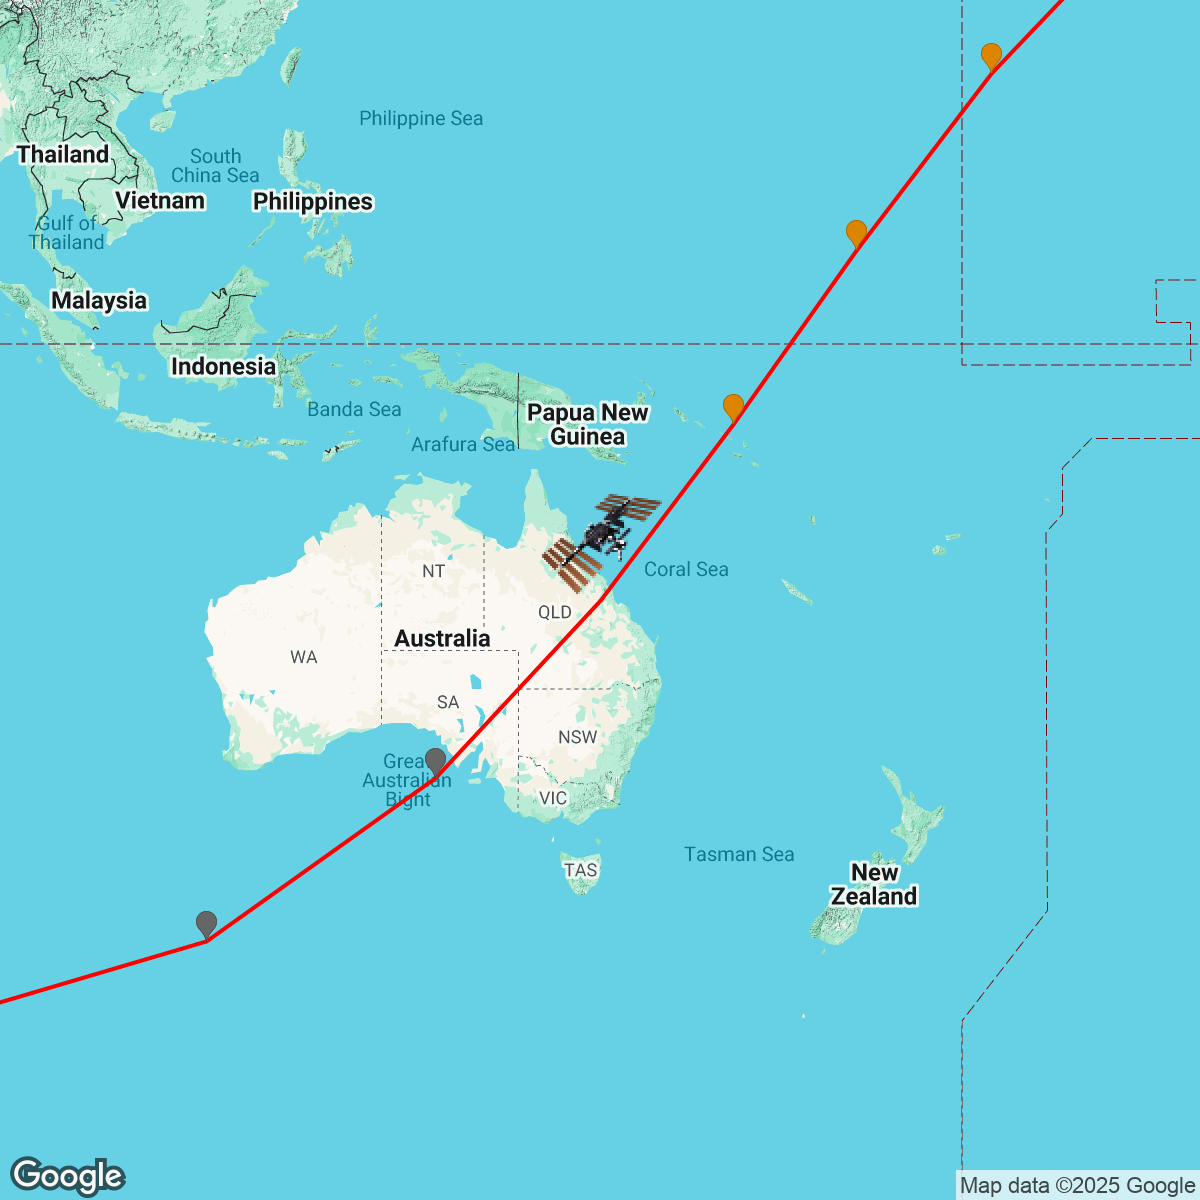 Philippine Sea
Thailand
South
China Sea
Vietnam
Philippines
Gulf of
Thailand
Malaysia
Indonesia
Banda Sea
Papua New
Guinea
Arafura Sea
NT
Coral Sea
QLD
Australia
WA
SA
NSW
Great
Australian
Bight
VIC
Tasman Sea
TAS
New
Zealand
Google
Map data ©2025 Google